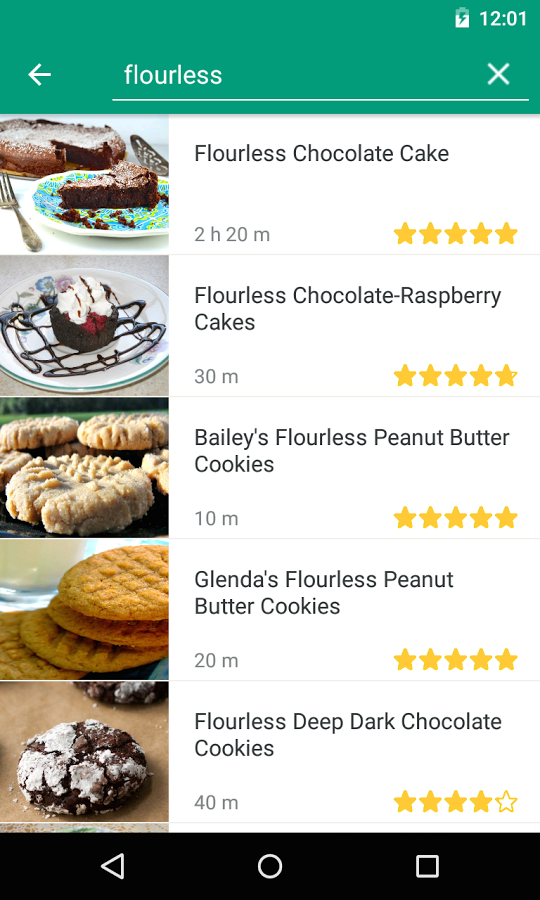 12:01
flourless
Flourless Chocolate Cake
2 h 20 m
Flourless Chocolate-Raspberry
Cakes
30 m
Bailey's Flourless Peanut Butter
Cookies
10 m
Glenda's Flourless Peanut
Butter Cookies
20 m
Flourless Deep Dark Chocolate
Cookies
40 m